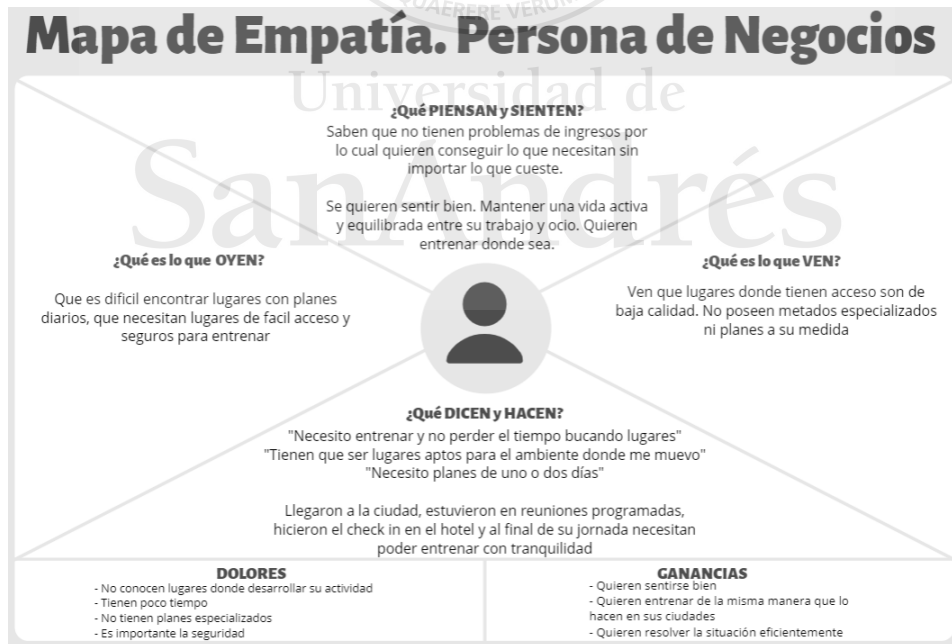 QUAERERE VERUM
Mapa de Empatía. Persona de Negocios
Universidad de
SanAndrés
¿Qué PIENSAN y SIENTEN?
Saben que no tienen problemas de ingresos por
lo cual quieren conseguir lo que necesitan sin
importar lo que cueste.
Se quieren sentir bien. Mantener una vida activa
y equilibrada entre su trabajo y ocio. Quieren
entrenar donde sea.
¿Qué es lo que OYEN?
Que es dificil encontrar lugares con planes
diarios, que necesitan lugares de facil acceso y
seguros para entrenar
¿Qué es lo que VEN?
Ven que lugares donde tienen acceso son de
baja calidad. No poseen metados especializados
ni planes a su medida
¿Qué DICEN y HACEN?
"Necesito entrenar y no perder el tiempo bucando lugares"
"Tienen que ser lugares aptos para el ambiente donde me muevo"
"Necesito planes de uno o dos días"
Llegaron a la ciudad, estuvieron en reuniones programadas,
hicieron el check in en el hotel y al final de su jornada necesitan
poder entrenar con tranquilidad
DOLORES
- No conocen lugares donde desarrollar su actividad
- Tienen poco tiempo
- No tienen planes especializados
- Es importante la seguridad
GANANCIAS
- Quieren sentirse bien
- Quieren entrenar de la misma manera que lo
hacen en sus ciudades
- Quieren resolver la situación eficientemente